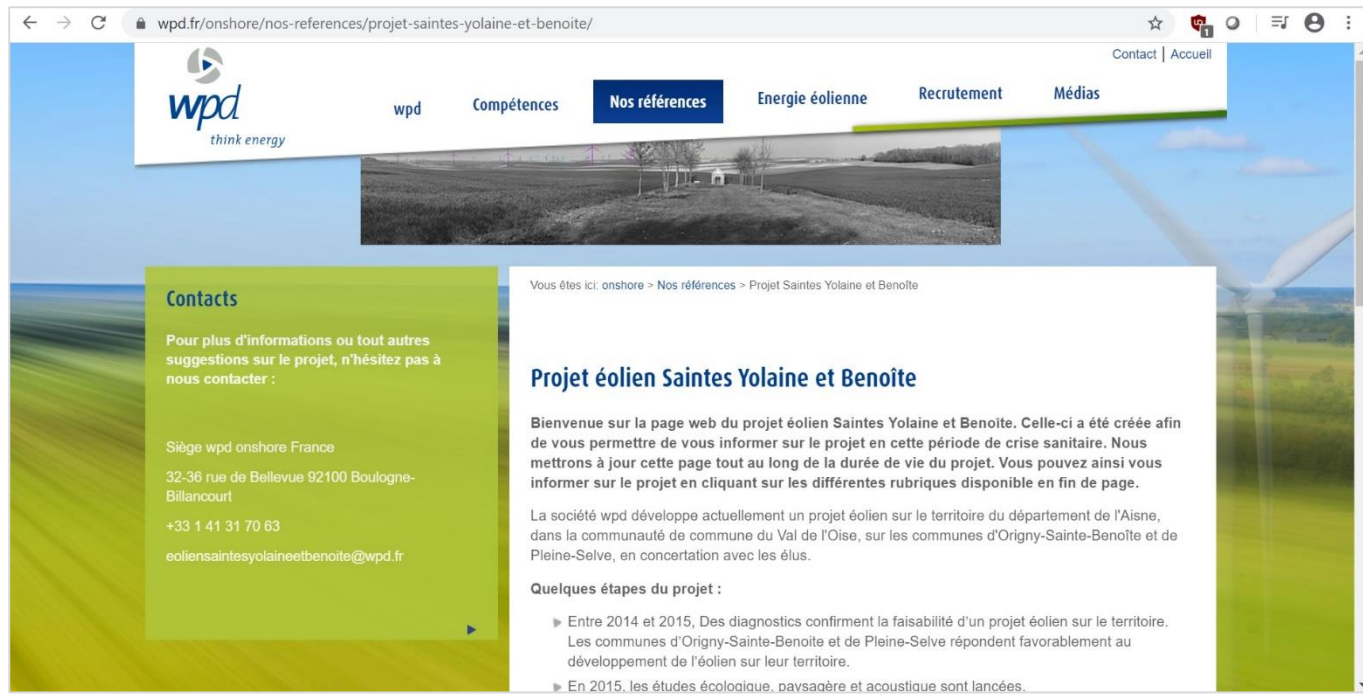 wpd.fr/onshore/nos-references/projet-saintes-yolaine-et-benoite/
1
Contact | Accueil
wpd
think energy
wpd
Compétences
Nos références
Energie éolienne
Recrutement
Médias
Contacts
Pour plus d'informations ou tout autres
suggestions sur le projet, n'hésitez pas à
nous contacter :
Siège wpd onshore France
32-36 rue de Bellevue 92100 Boulogne-
Billancourt
+33 1 41 31 70 63
eoliensaintesyolaineetbenoite@wpd.fr
Vous êtes ici: onshore > Nos références > Projet Saintes Yolaine et Benoîte
Projet éolien Saintes Yolaine et Benoîte
Bienvenue sur la page web du projet éolien Saintes Yolaine et Benoîte. Celle-ci a été créée afin
de vous permettre de vous informer sur le projet en cette période de crise sanitaire. Nous
mettrons à jour cette page tout au long de la durée de vie du projet. Vous pouvez ainsi vous
informer sur le projet en cliquant sur les différentes rubriques disponible en fin de page.
La société wpd développe actuellement un projet éolien sur le territoire du département de l'Aisne,
dans la communauté de commune du Val de l'Oise, sur les communes d'Origny-Sainte-Benoîte et de
Pleine-Selve, en concertation avec les élus.
Quelques étapes du projet :
Entre 2014 et 2015, Des diagnostics confirment la faisabilité d'un projet éolien sur le territoire.
Les communes d'Origny-Sainte-Benoite et de Pleine-Selve répondent favorablement au
développement de l'éolien sur leur territoire.
En 2015, les études écologique, paysagère et acoustique sont lancées.